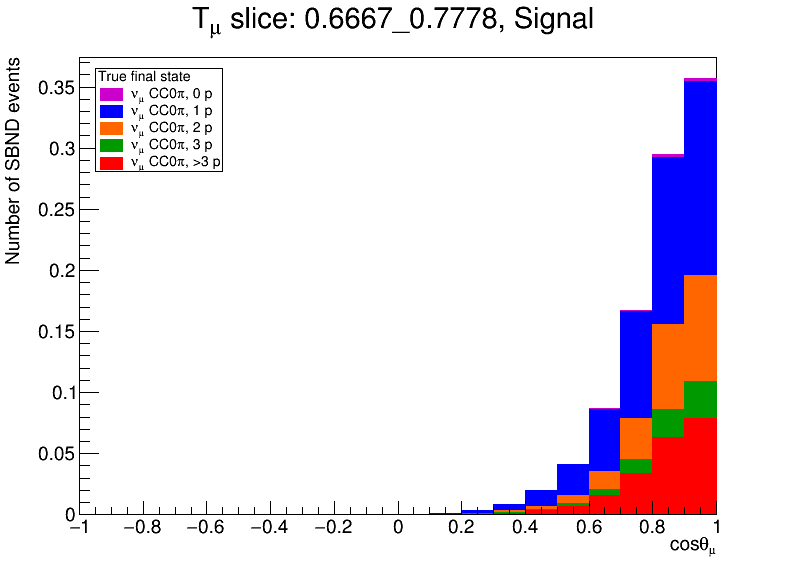 Tμ slice: 0.6667_0.7778, Signal
Number of SBND events
True final state
νμ CC0π, 0 p
νμ CC0π, 1 p
νμ CC0π, 2 p
νμ CC0π, 3 p
νμ CC0π, >3 p
0.35
0.3
0.25
0.2
0.15
0.1
0.05
0
−1 −0.8 −0.6 −0.4 −0.2 0 0.2 0.4 0.6 0.8 1
cosθμ